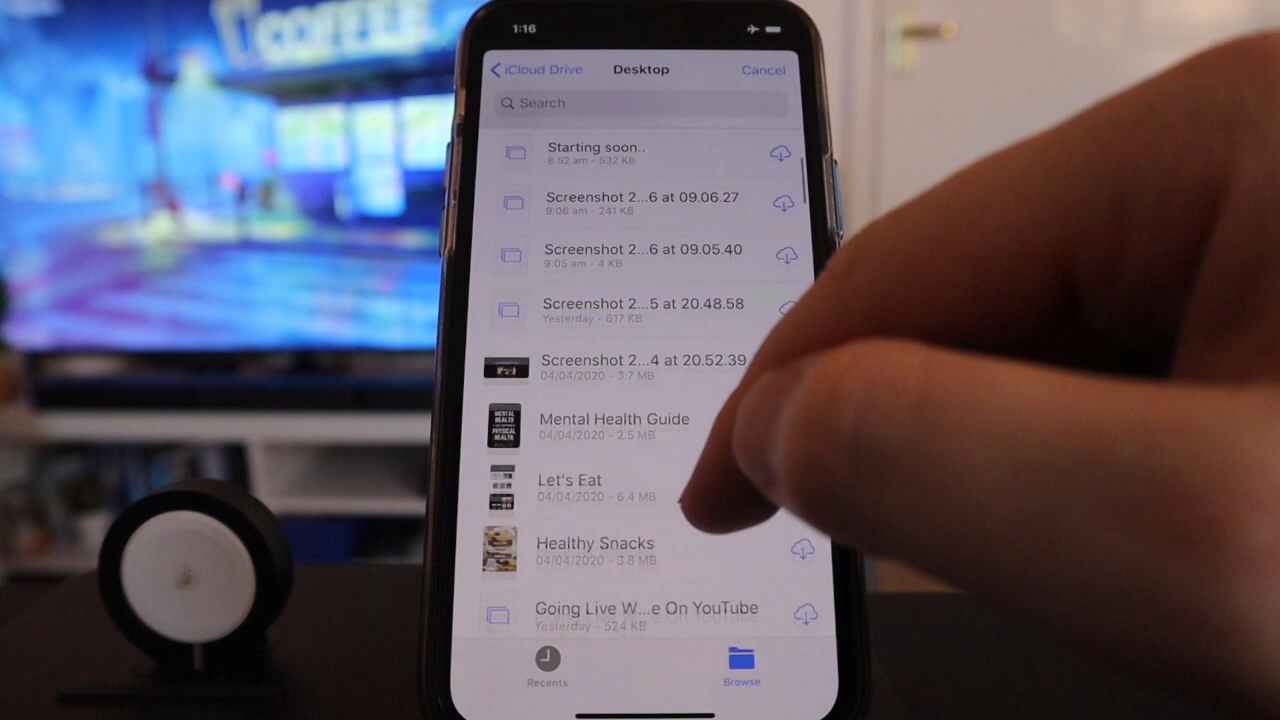 COFFEE
1:16
iCloud Drive Desktop Cancel
Search
Starting soon..
8:52 am - 532 KB
Screenshot 2...6 at 09.06.27
9:06 am - 241 KB
Screenshot 2...6 at 09.05.40
9:05 am - 4 KB
Screenshot 2...5 at 20.48.58
Yesterday - 617 KB
Screenshot 2...4 at 20.52.39
04/04/2020 - 3.7 MB
MENTAL
HEALTH
PHYSICAL
HEALTH
Mental Health Guide
04/04/2020 - 2.5 MB
Let's Eat
04/04/2020 - 6.4 MB
Healthy Snacks
04/04/2020 - 3.8 MB
Going Live W...e On YouTube
Yesterday - 524 KB
Recents Browse